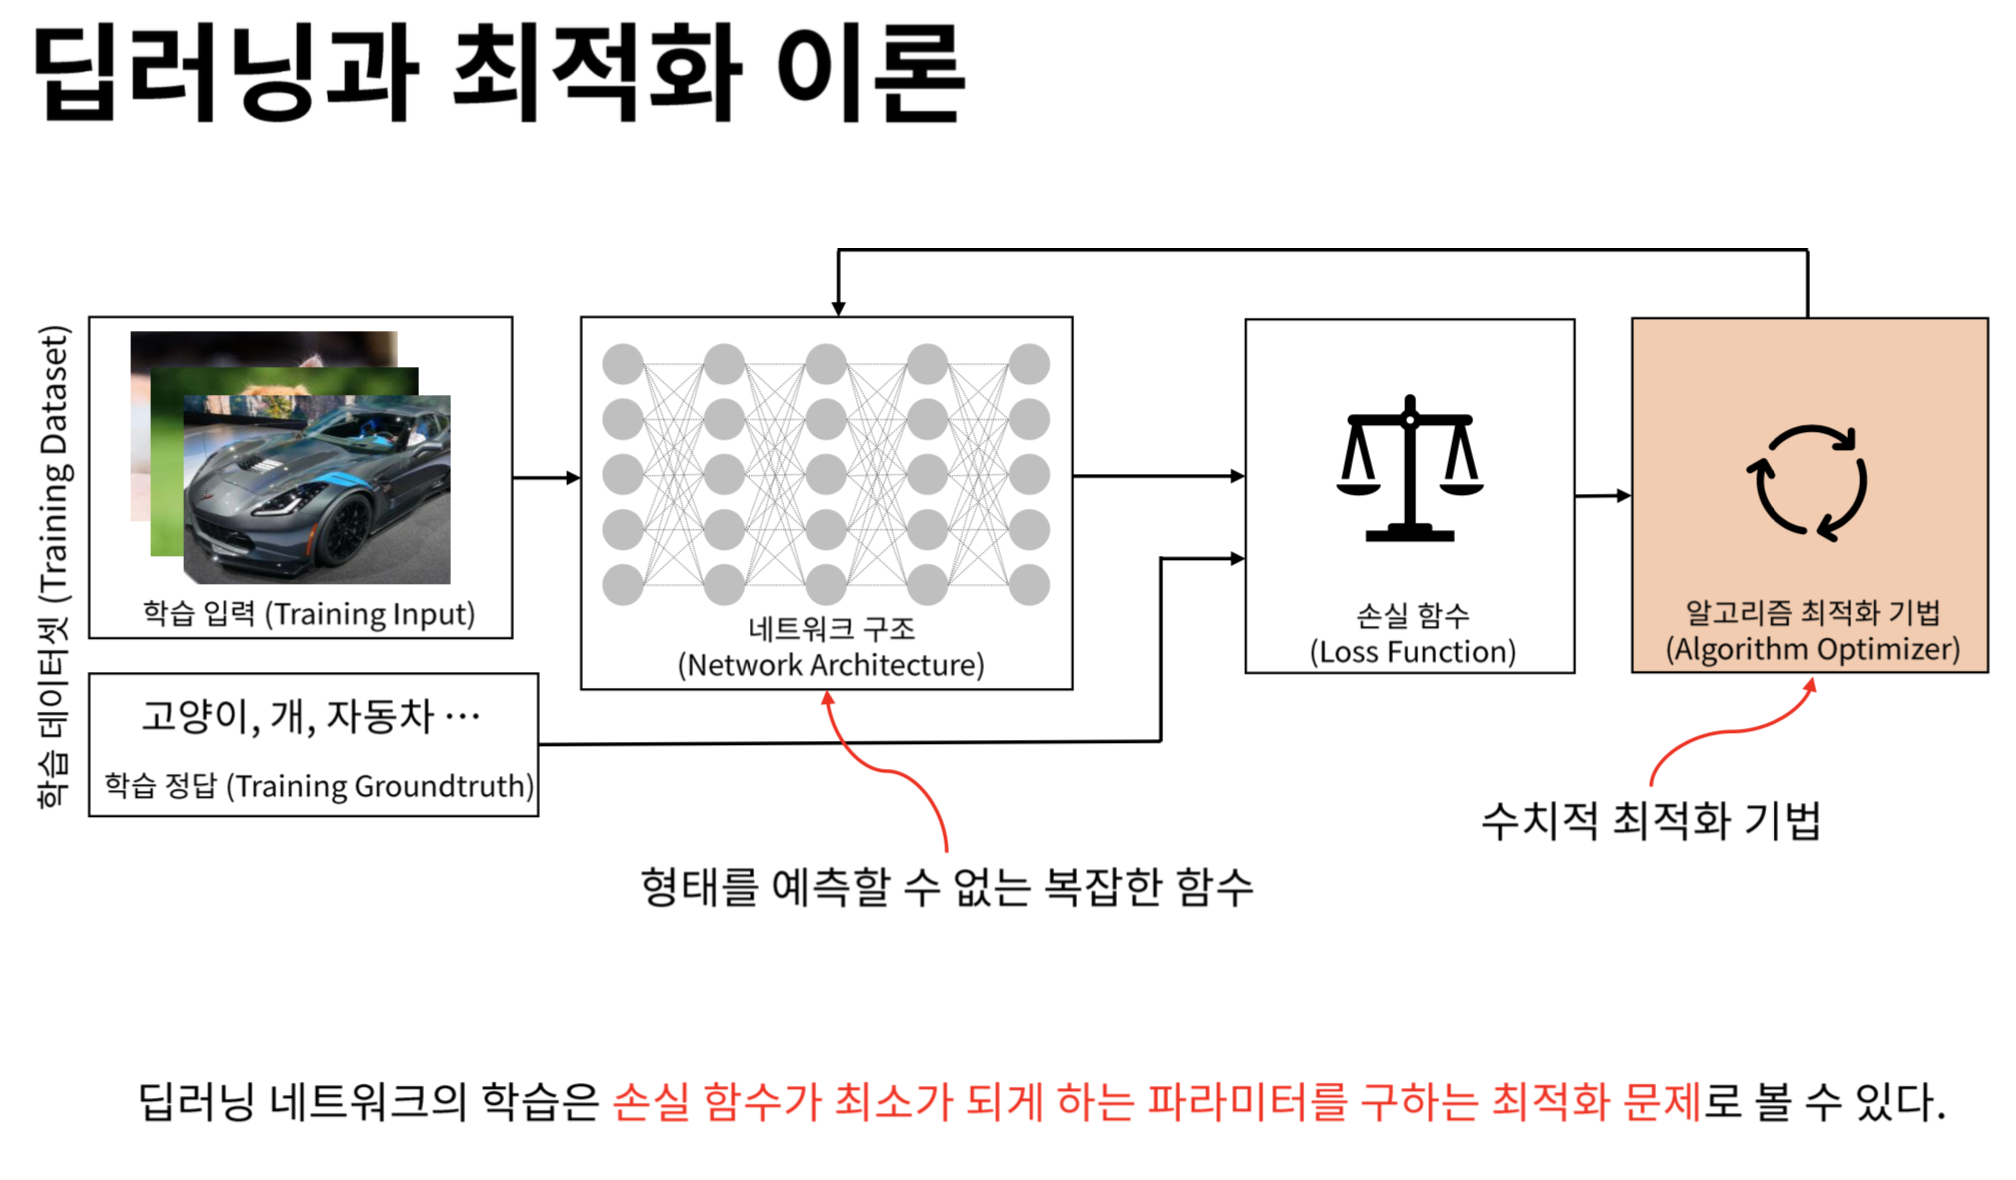 딥러닝과 최적화 이론
학습 데이터셋 (Training Dataset)
학습 입력 (Training Input)
고양이, 개, 자동차 …
학습 정답 (Training Groundtruth)
네트워크 구조
(Network Architecture)
손실 함수
(Loss Function)
알고리즘 최적화 기법
(Algorithm Optimizer)
수치적 최적화 기법
형태를 예측할 수 없는 복잡한 함수
딥러닝 네트워크의 학습은 손실 함수가 최소가 되게 하는 파라미터를 구하는 최적화 문제로 볼 수 있다.